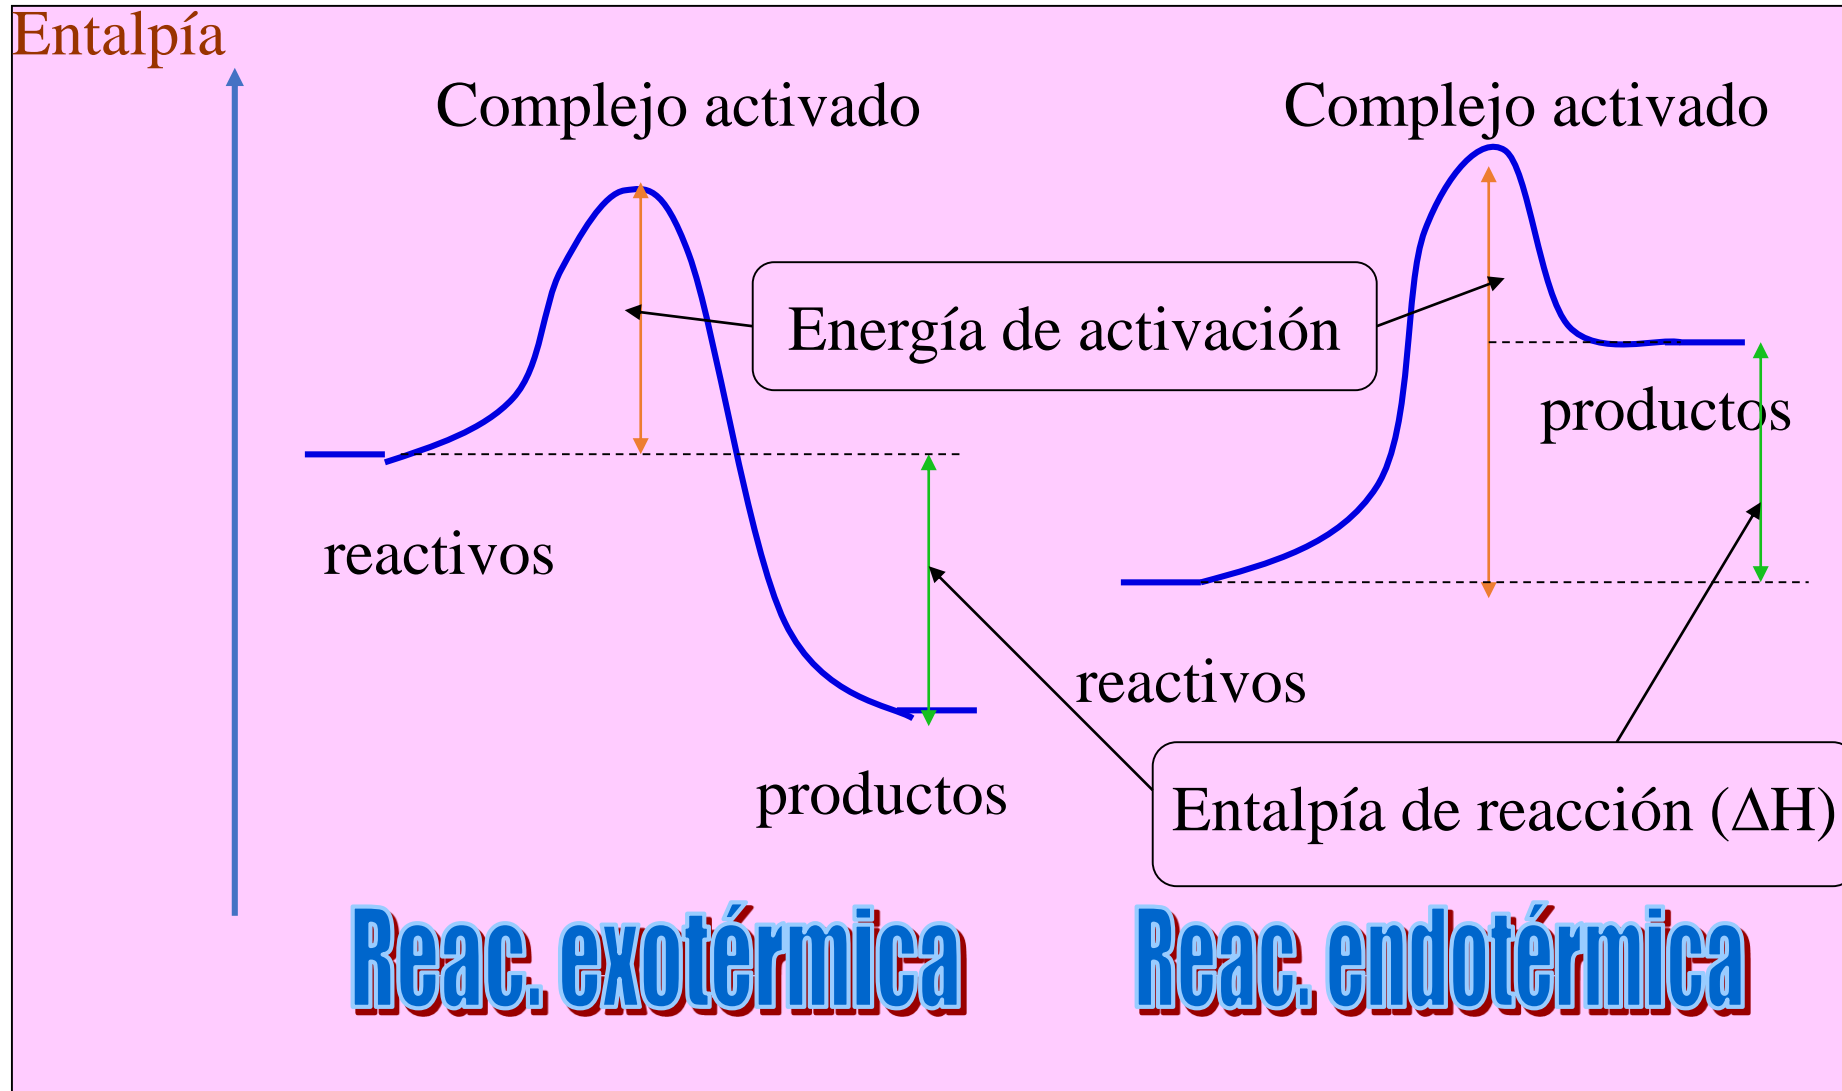 Entalpía
Complejo activado
Complejo activado
Energía de activación
productos
reactivos
reactivos
productos
Entalpía de reacción (ΔH)
Reac. exotérmica
Reac. endotérmica